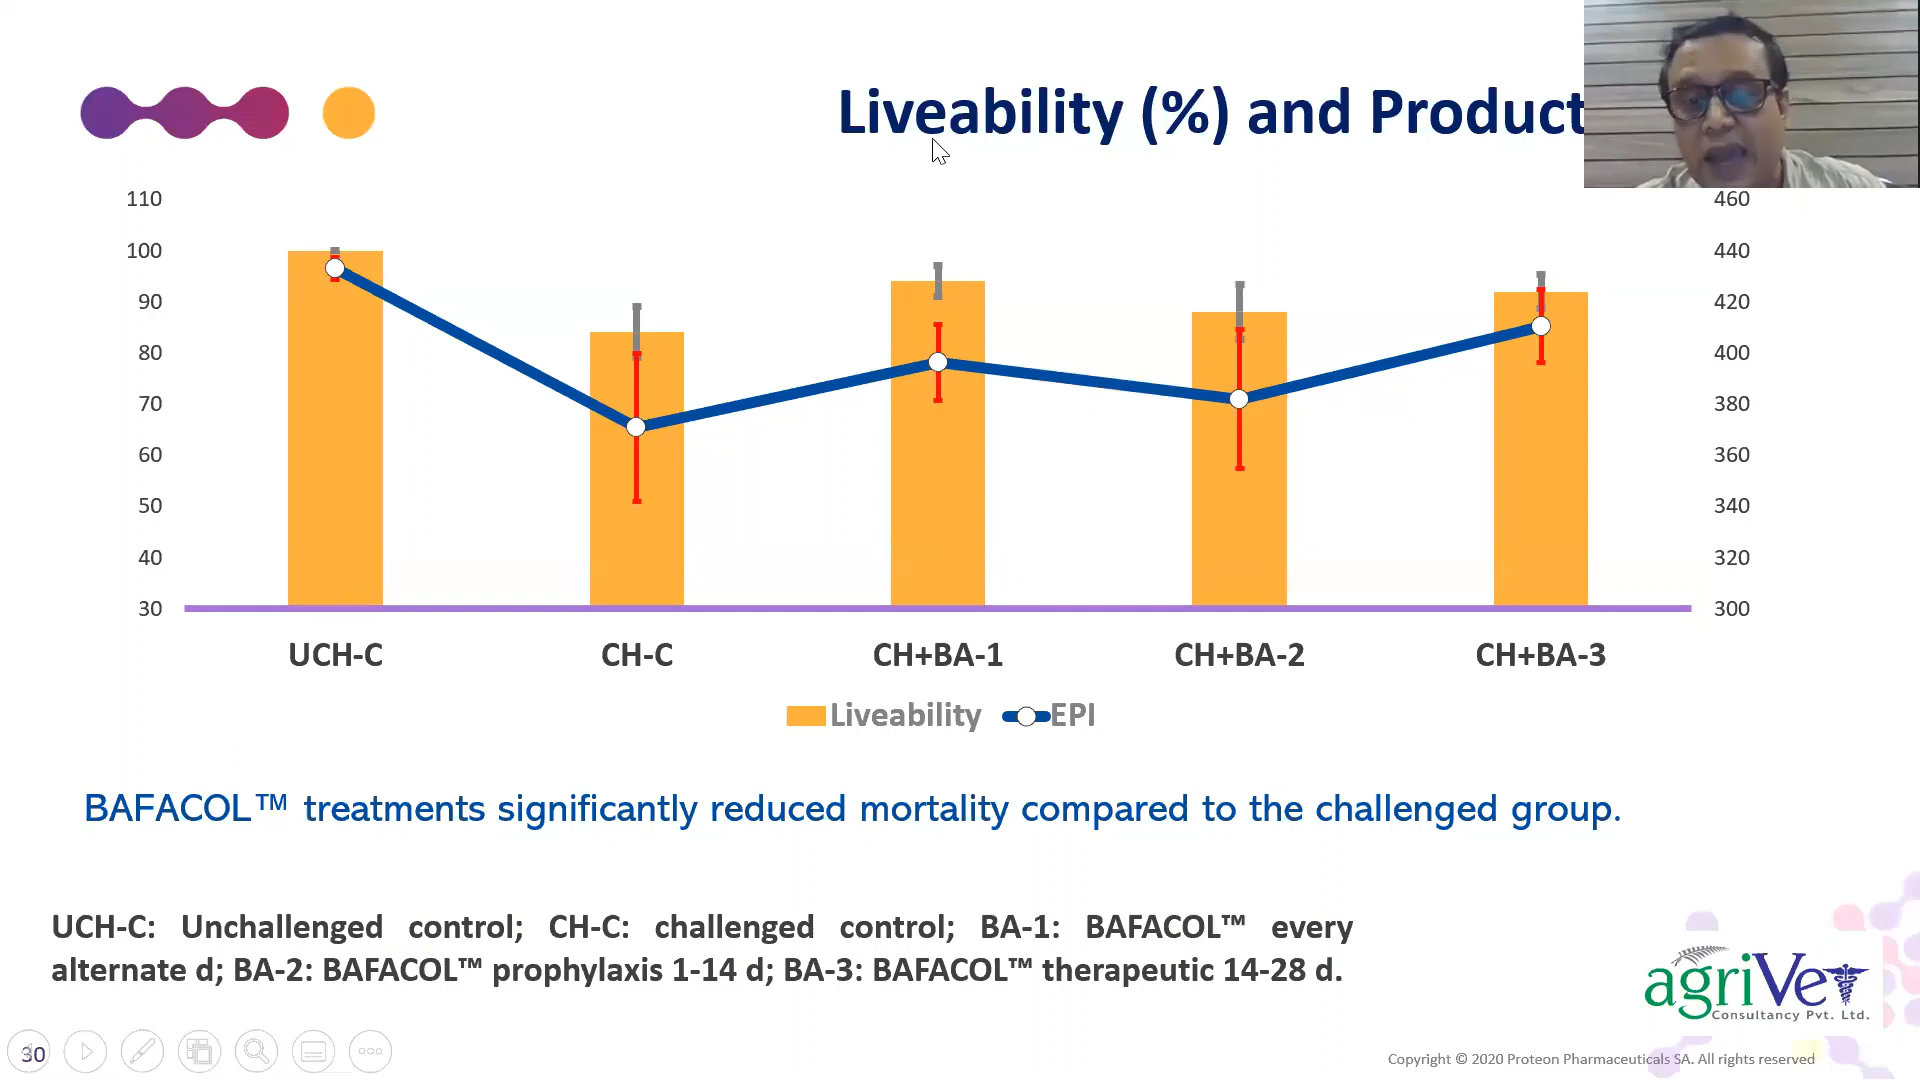 Liveability (%) and Product
110
100
90
80
70
60
50
40
30
460
440
420
400
380
360
340
320
300
UCH-C CH-C CH+BA-1 CH+BA-2 CH+BA-3
Liveability EPI
BAFACOL™ treatments significantly reduced mortality compared to the challenged group.
UCH-C: Unchallenged control; CH-C: challenged control; BA-1: BAFACOL™ every
alternate d; BA-2: BAFACOL™ prophylaxis 1-14 d; BA-3: BAFACOL™ therapeutic 14-28 d.
agriVet
Consultancy Pvt. Ltd.
30
Copyright © 2020 Proteon Pharmaceuticals SA. All rights reserved